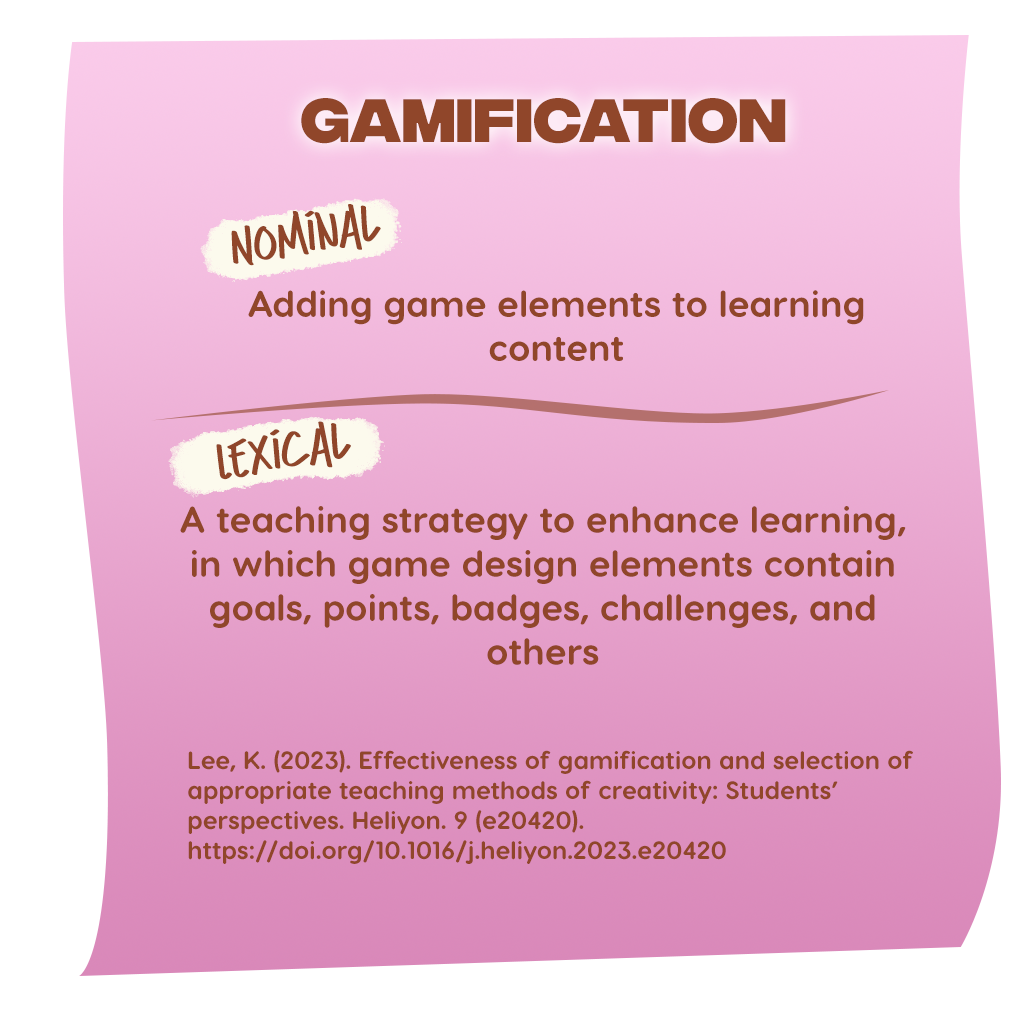 GAMIFICATION
NOMINAL
Adding game elements to learning
content
LEXICAL
A teaching strategy to enhance learning,
in which game design elements contain
goals, points, badges, challenges, and
others
Lee, K. (2023). Effectiveness of gamification and selection of
appropriate teaching methods of creativity: Students’
perspectives. Heliyon. 9 (e20420).
https://doi.org/10.1016/j.heliyon.2023.e20420